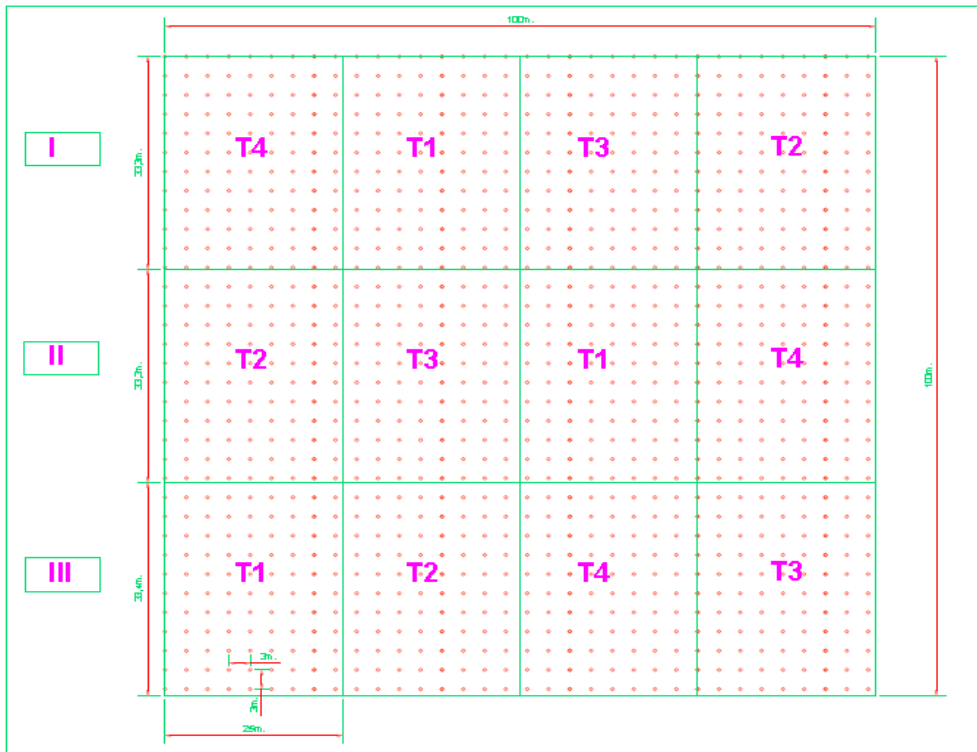 100m.
I
T4
T1
T3
T2
33,3m.
II
T2
T3
T1
T4
33,3m.
100m.
III
T1
T2
T4
T3
33,4m.
3m.
3m.
25m.